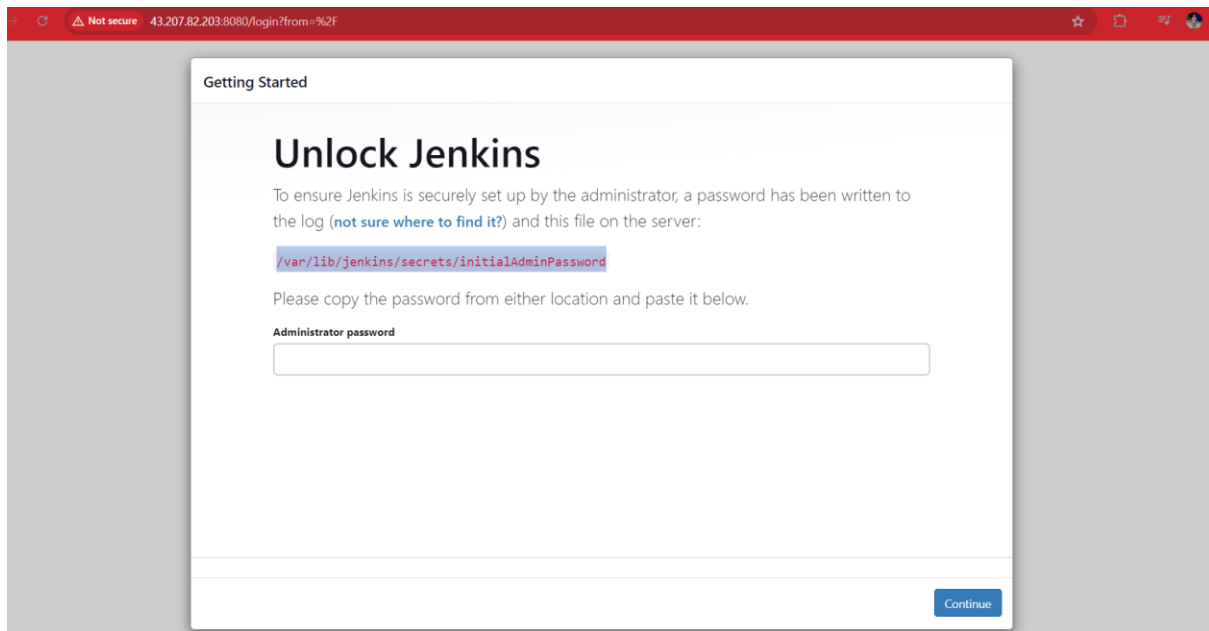 Not secure 43.207.82.203:8080/login?from=%2F
Getting Started
Unlock Jenkins
To ensure Jenkins is securely set up by the administrator, a password has been written to
the log (not sure where to find it?) and this file on the server:
/var/lib/jenkins/secrets/initialAdminPassword
Please copy the password from either location and paste it below.
Administrator password
Continue